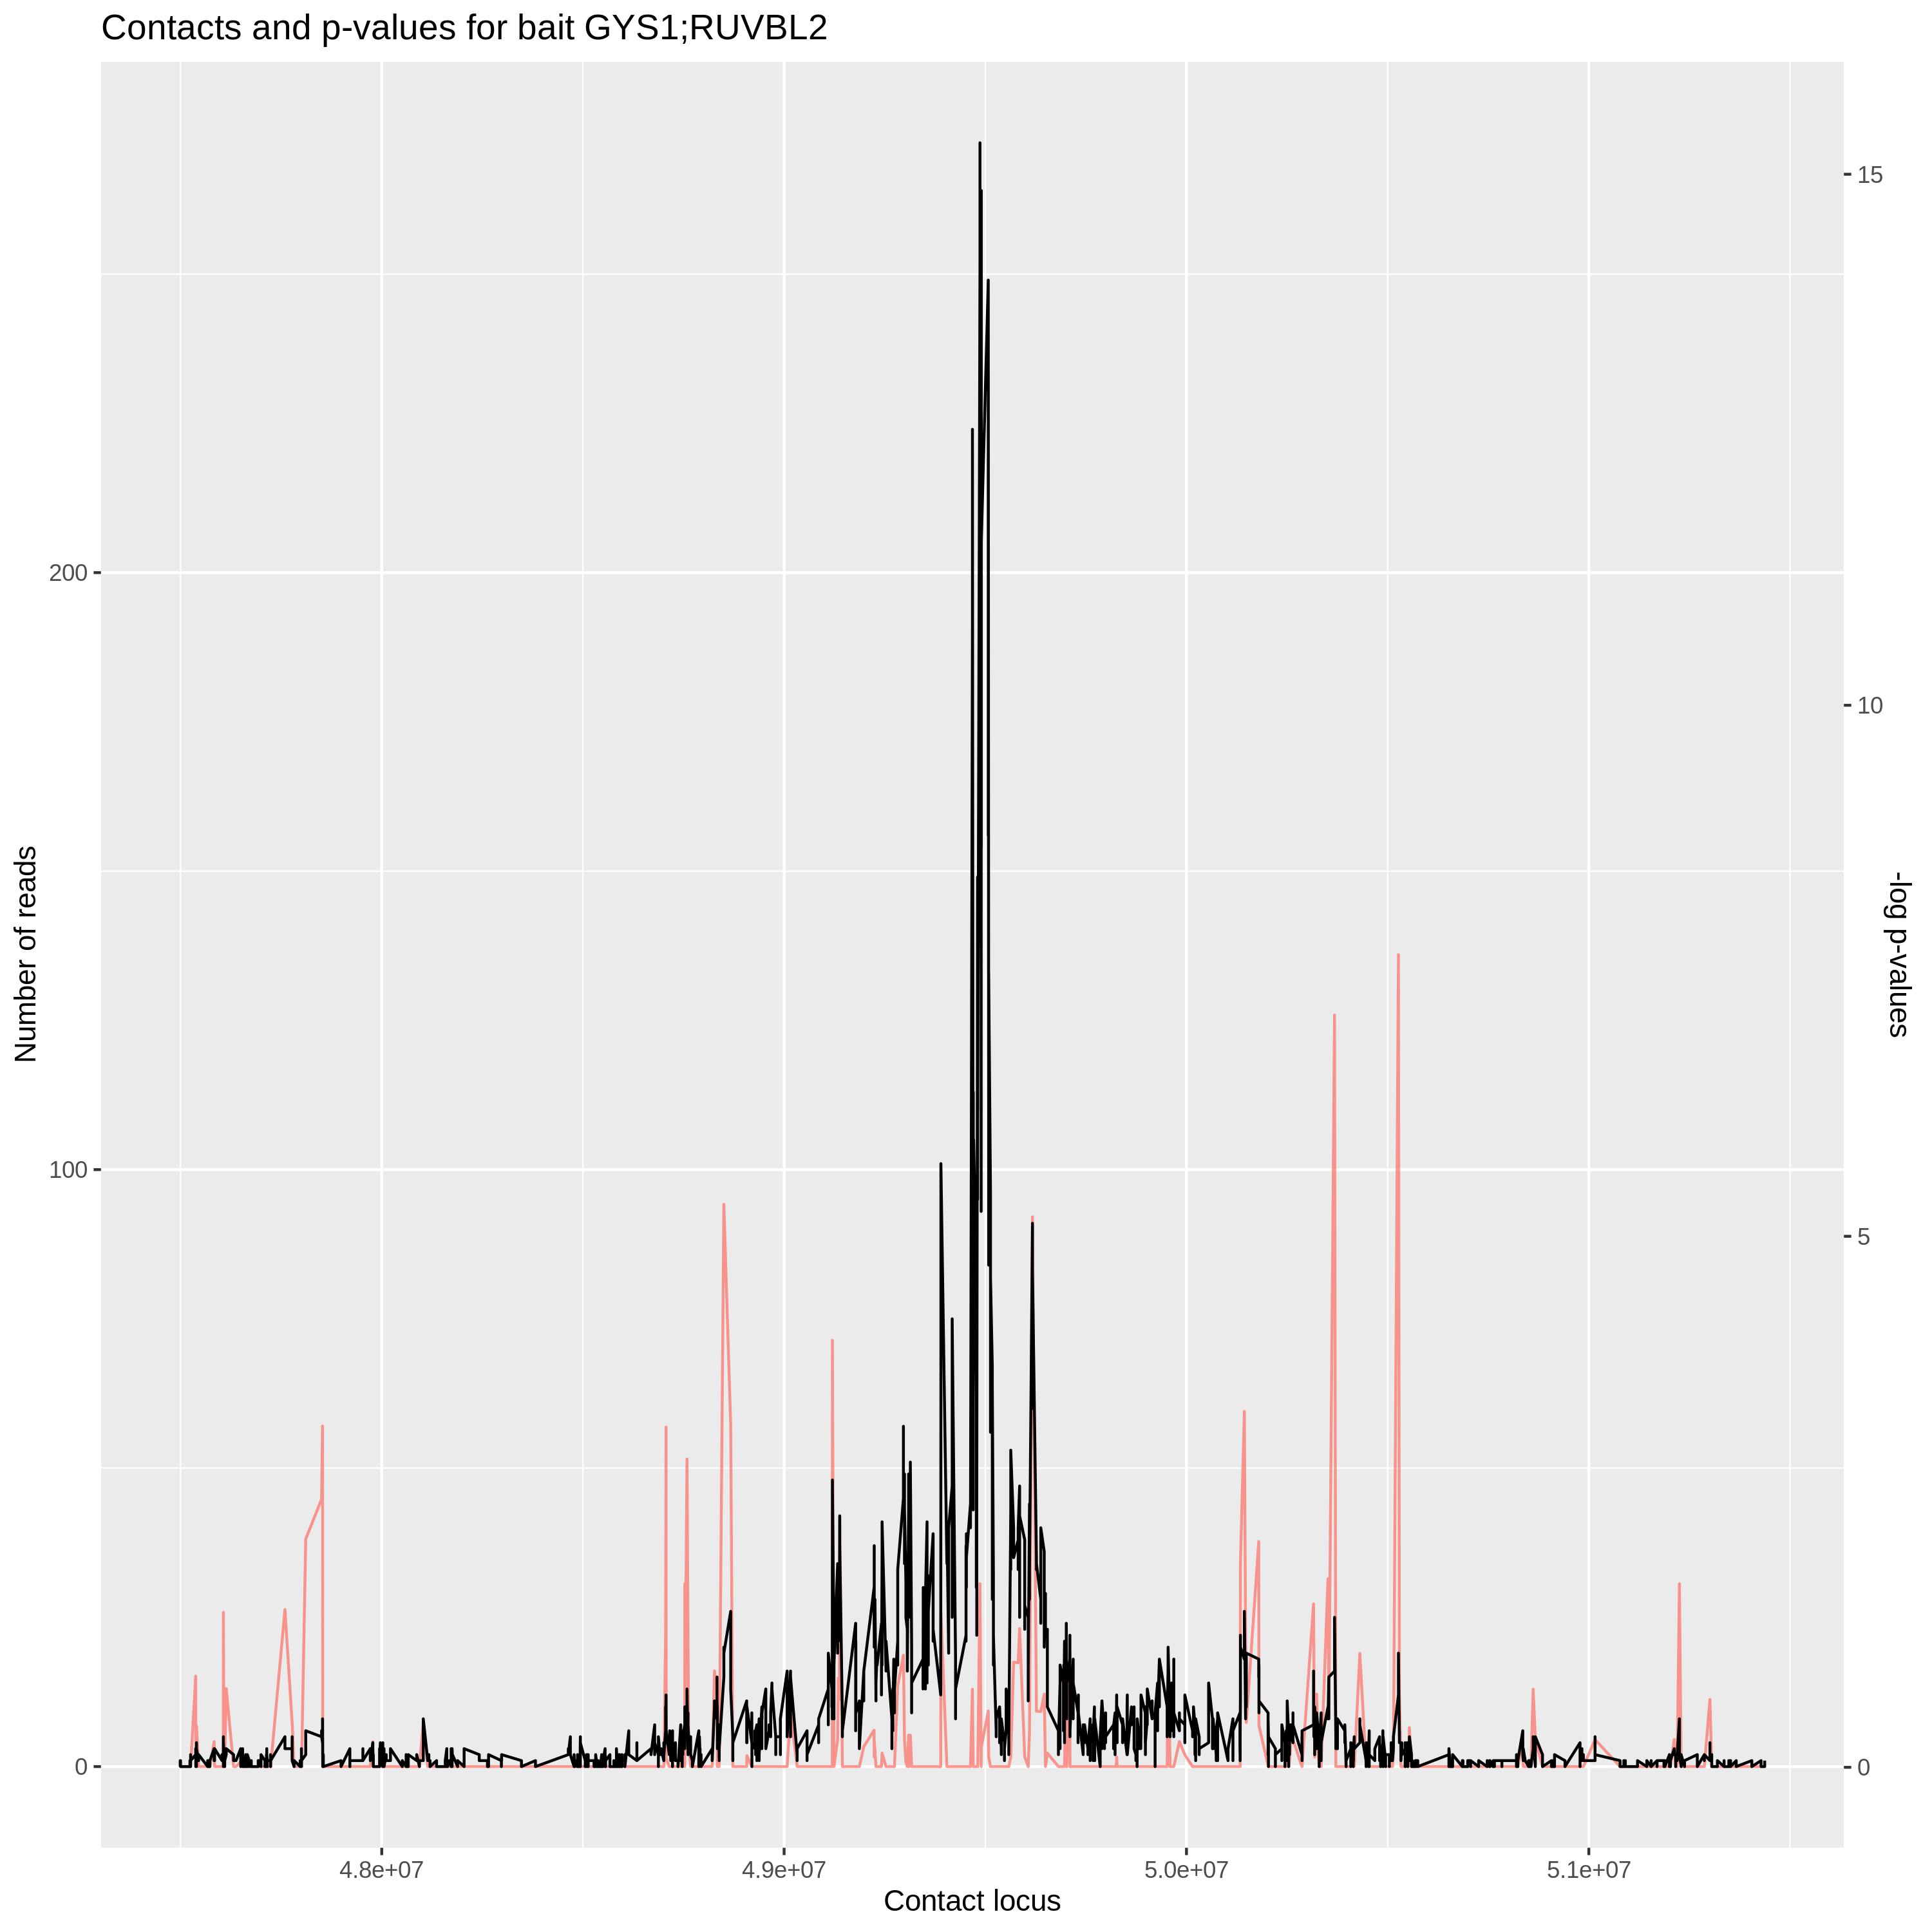 Contacts and p-values for bait GYS1;RUVBL2
15
200
10
Number of reads
-log p-values
100
5
0
0
4.8e+07
4.9e+07
5.0e+07
5.1e+07
Contact locus